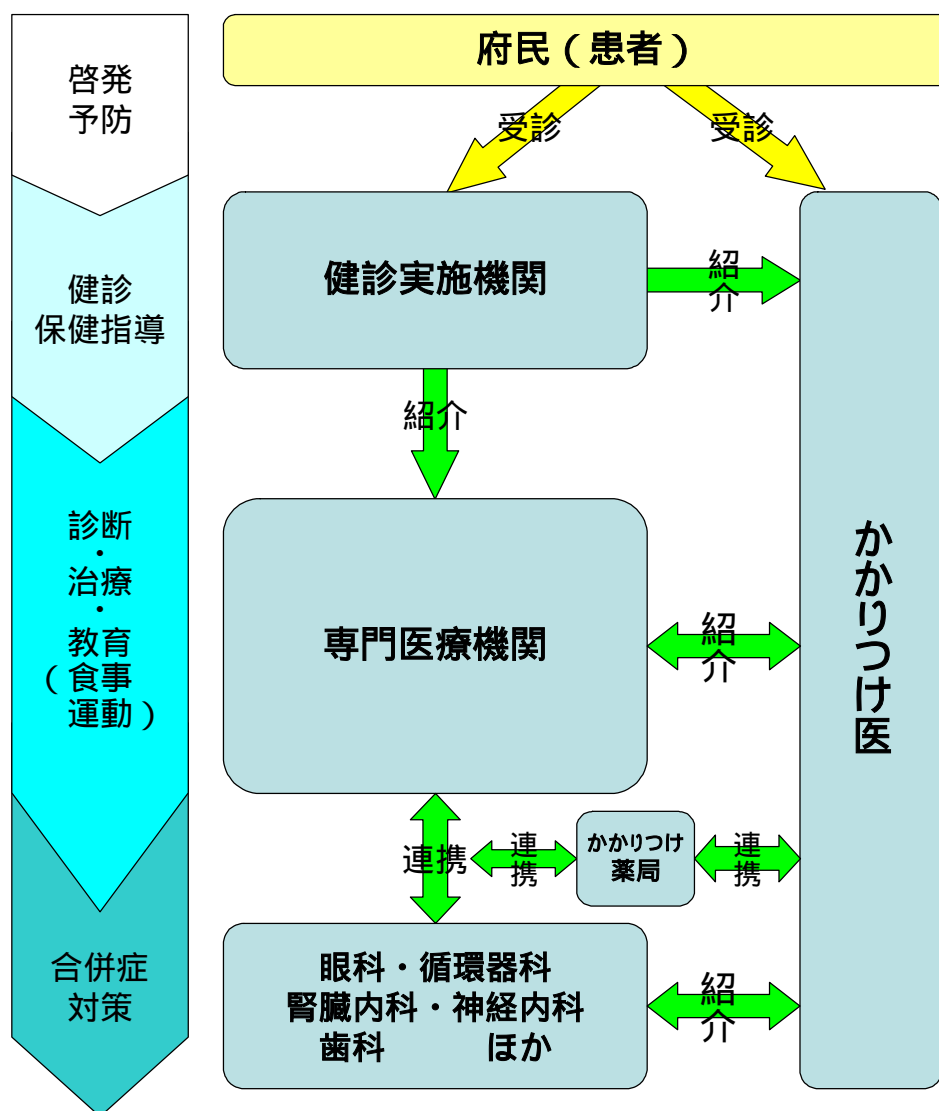 府民（患者）
啓発
予防
受診
受診
健診
保健指導
健診実施機関
紹
介
紹介
診断
・
治療
・
教育
（食事
運動）
専門医療機関
紹
介
かかりつけ医
連携
連
携
かかりつけ
薬局
連
携
合併症
対策
眼科・循環器科
腎臓内科・神経内科
歯科　　　ほか
紹
介